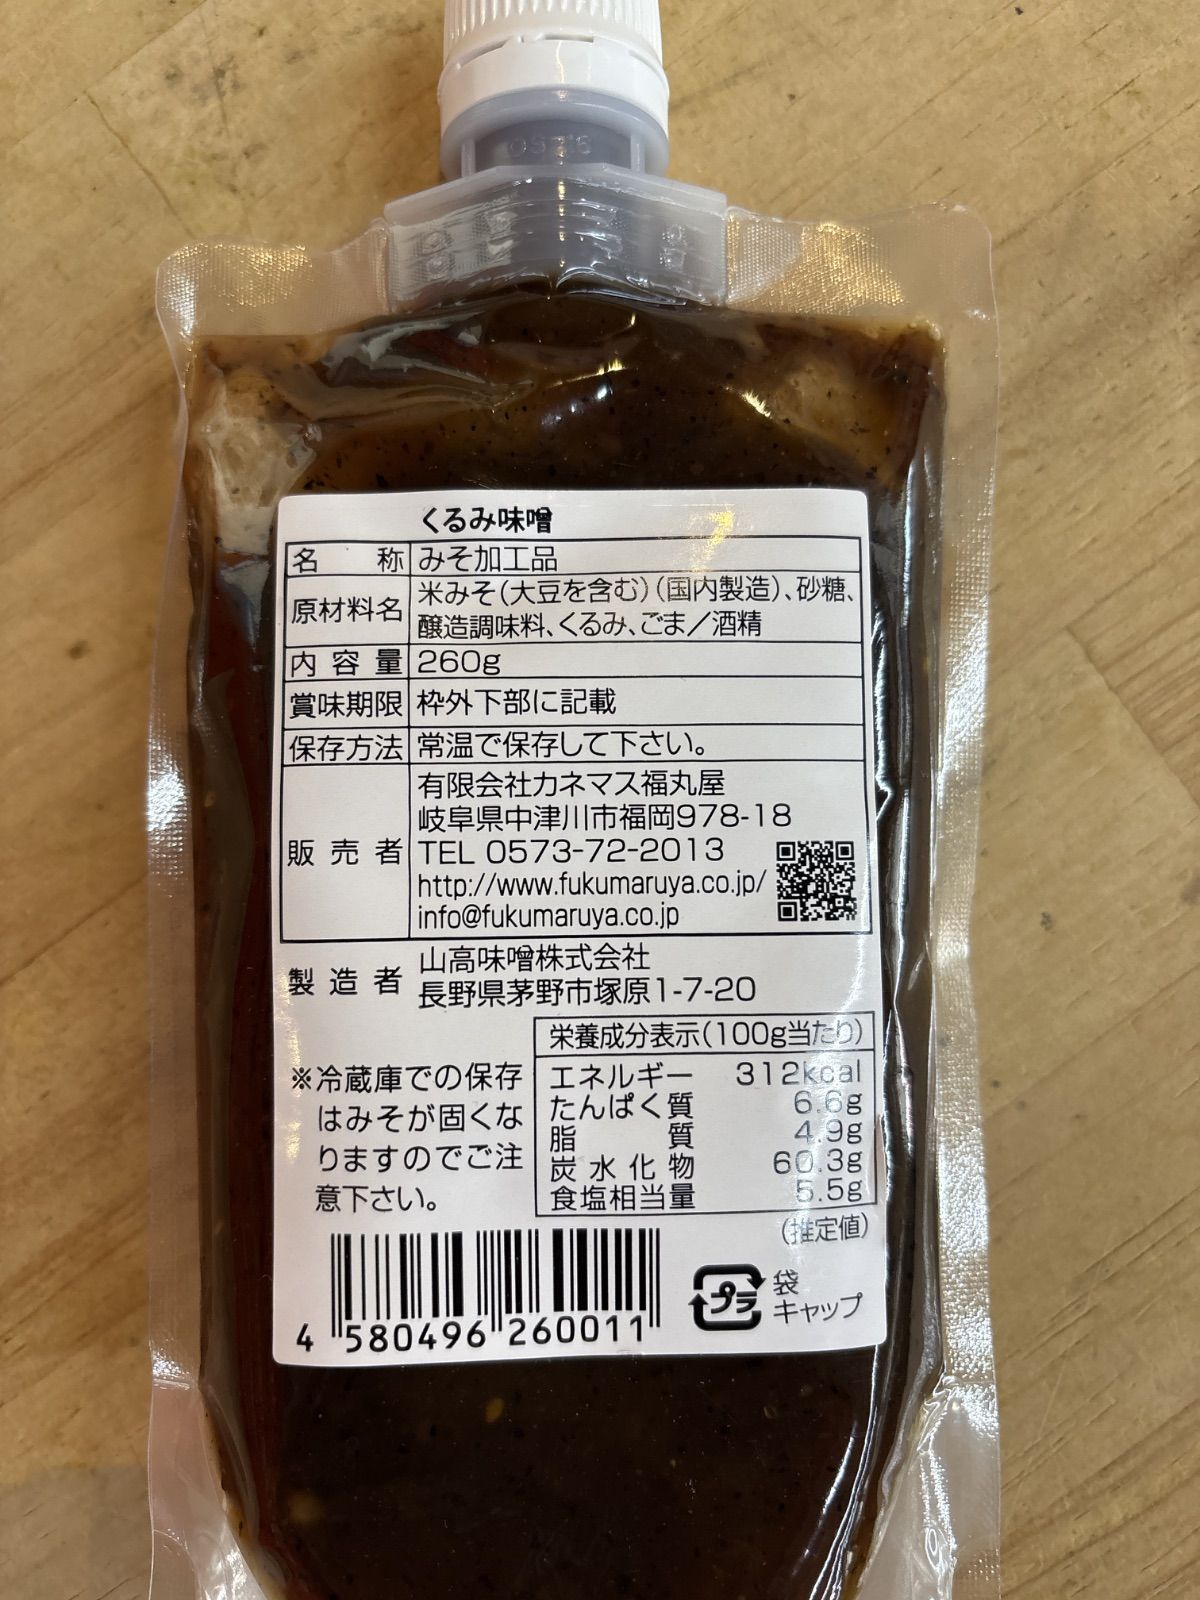 くるみ味噌
名称 みそ加工品
原材料名 米みそ(大豆を含む)(国内製造)、砂糖、
醸造調味料、くるみ、ごま／酒精
内容量 260g
賞味期限 枠外下部に記載
保存方法 常温で保存して下さい。
販売者 有限会社カネマス福丸屋
岐阜県中津川市福岡978-18
TEL 0573-72-2013
http://www.fukumaruya.co.jp/
info@fukumaruya.co.jp
製造者 山高味噌株式会社
長野県茅野市塚原1-7-20
※冷蔵庫での保存
はみそが固くな
りますのでご注
意下さい。
栄養成分表示(100g当たり)
エネルギー 312kcal
たんぱく質 6.6g
脂質 4.9g
炭水化物 60.3g
食塩相当量 5.5g
(推定値)
4 580496 260011
プラ 袋
キャップ